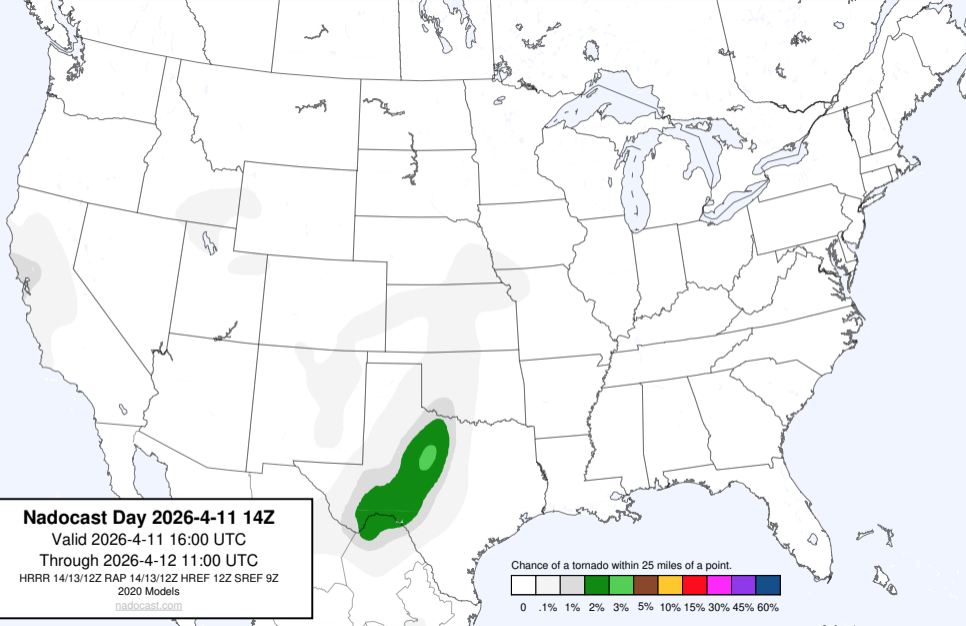 Nadocast Day 2026-4-11 14Z
Valid 2026-4-11 16:00 UTC
Through 2026-4-12 11:00 UTC
HRRR 14/13/12Z RAP 14/13/12Z HREF 12Z SREF 9Z
2020 Models
nadocast.com
Chance of a tornado within 25 miles of a point.
0 .1% 1% 2% 3% 5% 10% 15% 30% 45% 60%